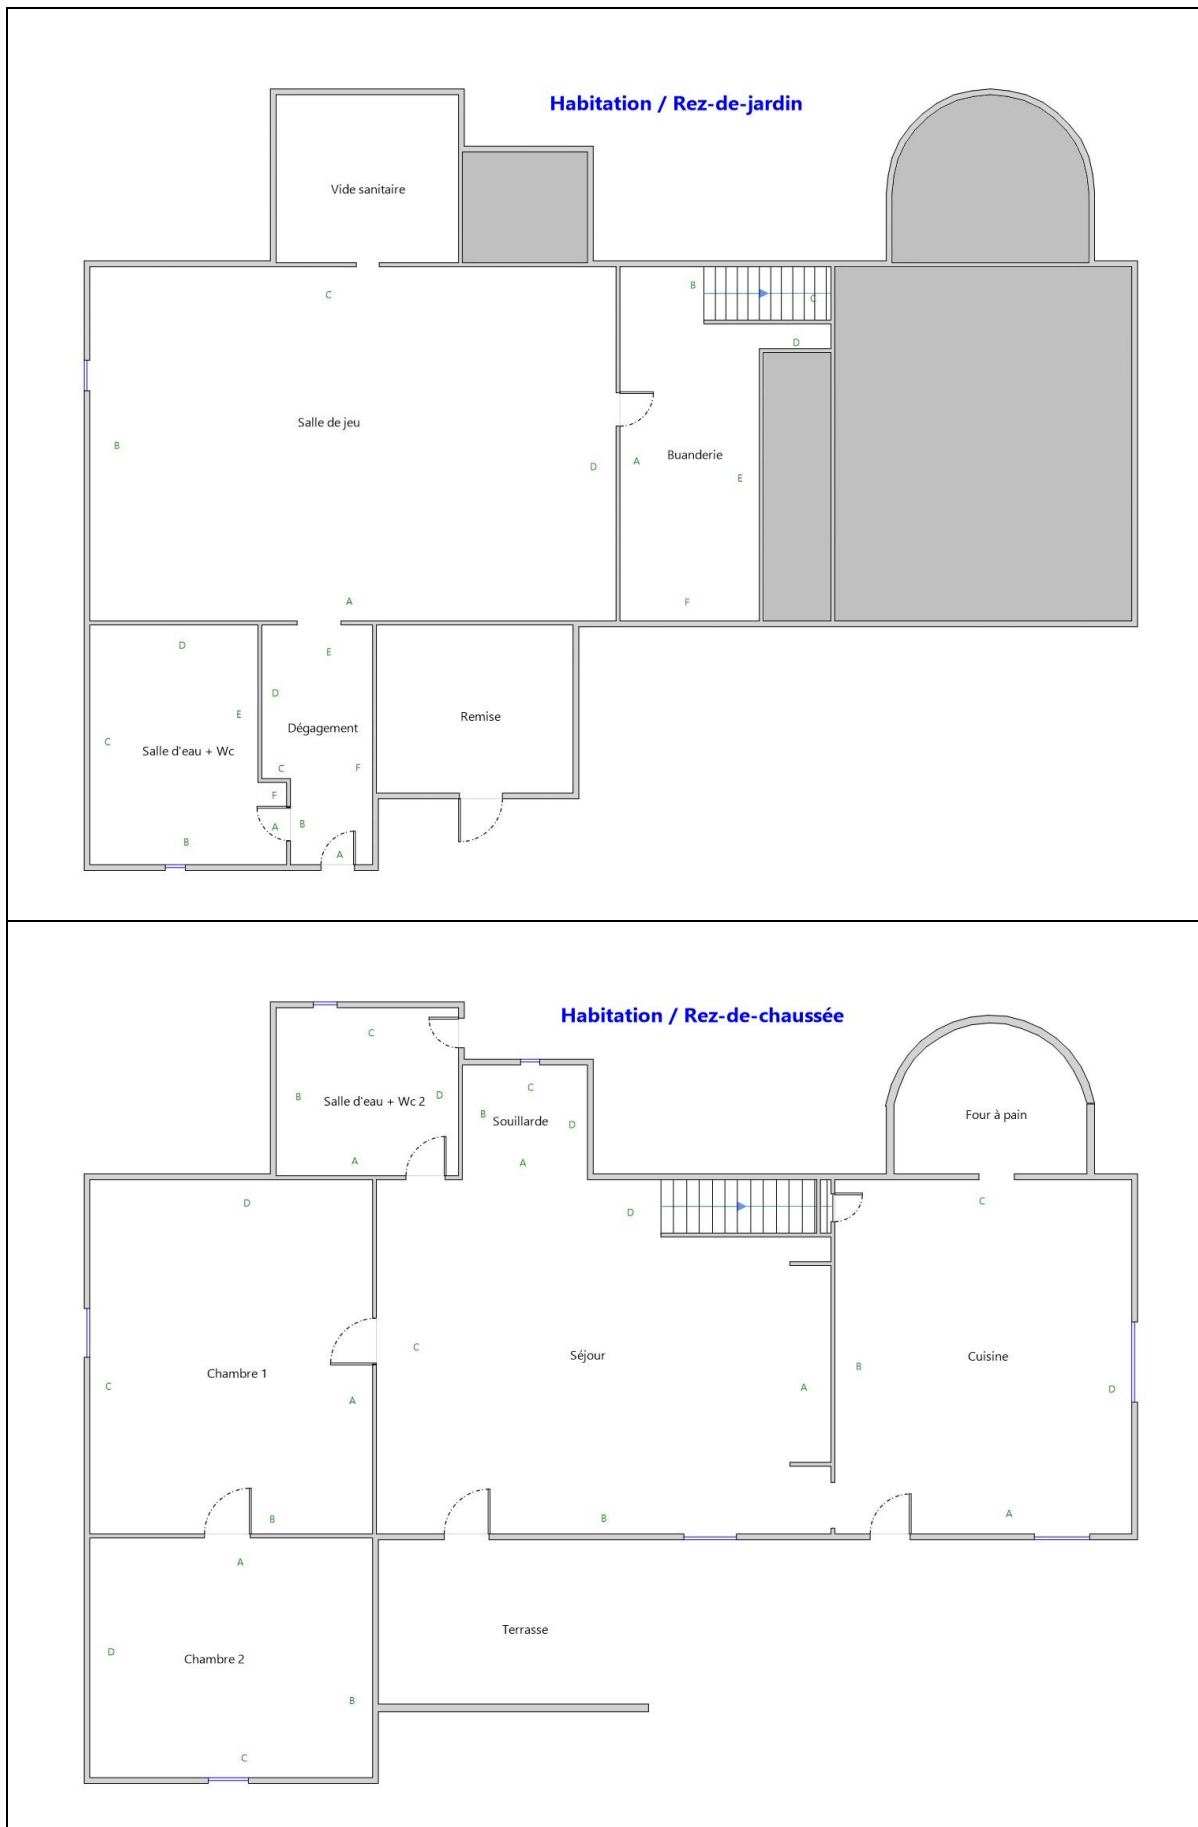 Habitation / Rez-de-jardin
Vide sanitaire
B
C
C
D
Salle de jeu
B
A
Buanderie
D
E
A
F
D
E
D
E
Remise
Dégagement
C
Salle d'eau + Wc
C
F
F
B
A
B
A
Habitation / Rez-de-chaussée
C
C
B
Salle d'eau + Wc 2
D
B
Souillarde
D
Four à pain
A
A
D
C
D
C
Séjour
Cuisine
B
Chambre 1
C
A
A
D
B
B
A
A
Terrasse
D
Chambre 2
B
C